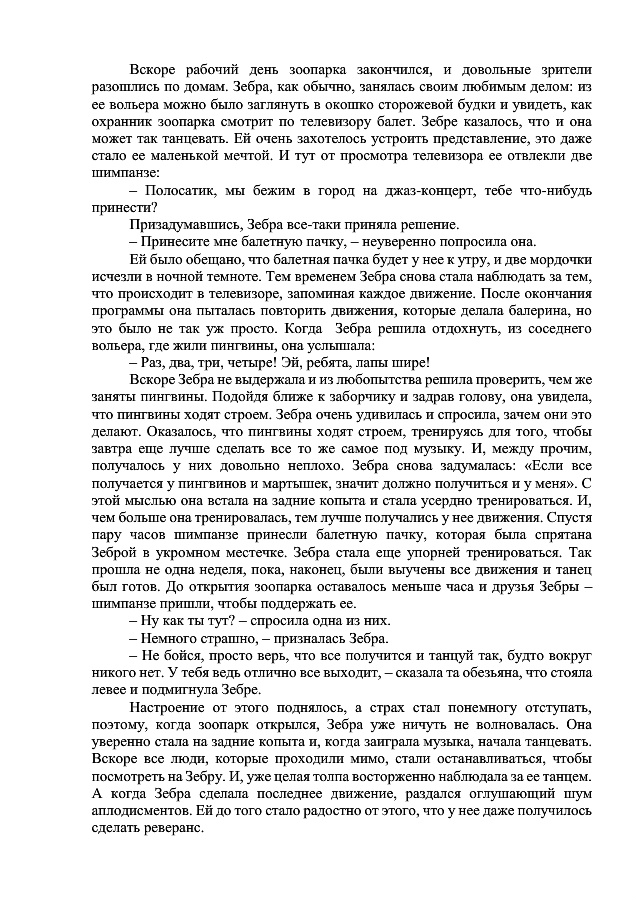 Вскоре рабочий день зоопарка закончился, и довольные зрители
разошлись по домам. Зебра, как обычно, занялась своим любимым делом: из
ее вольера можно было заглянуть в окошко сторожевой будки и увидеть, как
охранник зоопарка смотрит по телевизору балет. Зебре казалось, что и она
может так танцевать. Ей очень захотелось устроить представление, это даже
стало ее маленькой мечтой. И тут от просмотра телевизора ее отвлекли две
шимпанзе:
– Полосатик, мы бежим в город на джаз-концерт, тебе что-нибудь
принести?
Призадумавшись, Зебра все-таки приняла решение.
– Принесите мне балетную пачку, – неуверенно попросила она.
Ей было обещано, что балетная пачка будет у нее к утру, и две мордочки
исчезли в ночной темноте. Тем временем Зебра снова стала наблюдать за тем,
что происходит в телевизоре, запоминая каждое движение. После окончания
программы она пыталась повторить движения, которые делала балерина, но
это было не так уж просто. Когда  Зебра решила отдохнуть, из соседнего
вольера, где жили пингвины, она услышала:
– Раз, два, три, четыре! Эй, ребята, лапы шире!
Вскоре Зебра не выдержала и из любопытства решила проверить, чем же
заняты пингвины. Подойдя ближе к заборчику и задрав голову, она увидела,
что пингвины ходят строем. Зебра очень удивилась и спросила, зачем они это
делают. Оказалось, что пингвины ходят строем, тренируясь для того, чтобы
завтра еще лучше сделать все то же самое под музыку. И, между прочим,
получалось у них довольно неплохо. Зебра снова задумалась: «Если все
получается у пингвинов и мартышек, значит должно получиться и у меня». С
этой мыслью она встала на задние копыта и стала усердно тренироваться. И,
чем больше она тренировалась, тем лучше получались у нее движения. Спустя
пару часов шимпанзе принесли балетную пачку, которая была спрятана
Зеброй в укромном местечке. Зебра стала еще упорней тренироваться. Так
прошла не одна неделя, пока, наконец, были выучены все движения и танец
был готов. До открытия зоопарка оставалось меньше часа и друзья Зебры –
шимпанзе пришли, чтобы поддержать ее.
– Ну как ты тут? – спросила одна из них.
– Немного страшно, – призналась Зебра.
– Не бойся, просто верь, что все получится и танцуй так, будто вокруг
никого нет. У тебя ведь отлично все выходит, – сказала та обезьяна, что стояла
левее и подмигнула Зебре.
Настроение от этого поднялось, а страх стал понемногу отступать,
поэтому, когда зоопарк открылся, Зебра уже ничуть не волновалась. Она
уверенно стала на задние копыта и, когда заиграла музыка, начала танцевать.
Вскоре все люди, которые проходили мимо, стали останавливаться, чтобы
посмотреть на Зебру. И, уже целая толпа восторженно наблюдала за ее танцем.
А когда Зебра сделала последнее движение, раздался оглушающий шум
аплодисментов. Ей до того стало радостно от этого, что у нее даже получилось
сделать реверанс.